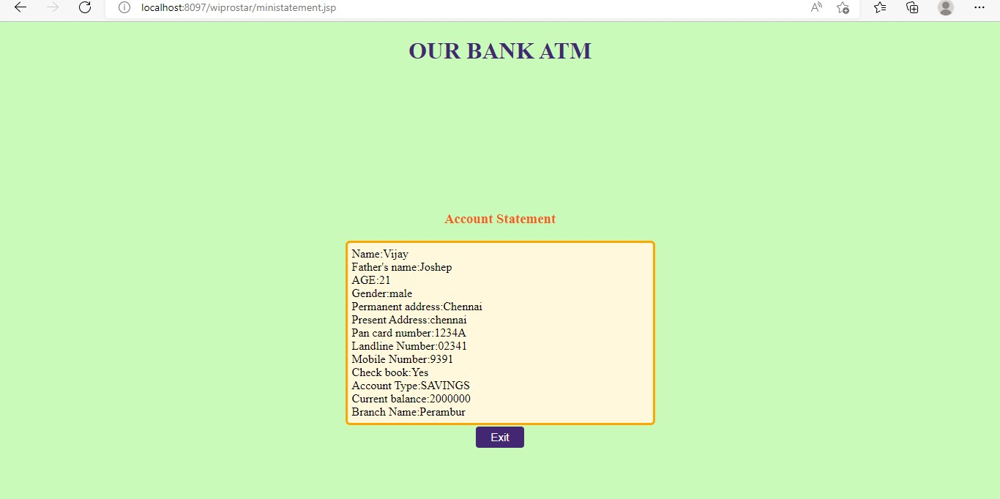 localhost:8097/wiprostar/ministatement.jsp
OUR BANK ATM
Account Statement
Name:Vijay
Father's name:Joshep
AGE:21
Gender:male
Permanent address:Chennai
Present Address:chennai
Pan card number:1234A
Landline Number:02341
Mobile Number:9391
Check book:Yes
Account Type:SAVINGS
Current balance:2000000
Branch Name:Perambur
Exit